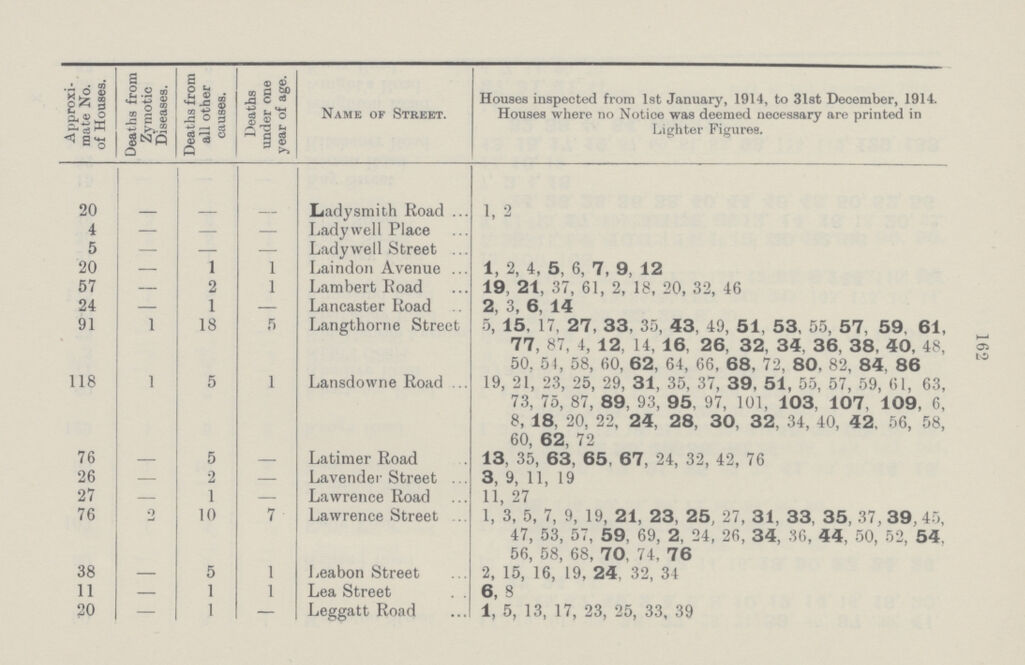 Approxi-
mate No.
of Houses.
Deaths from
Zymotic
Diseases.
Deaths from
all other
causes.
Deaths
under one
year of age.
Name of Street.
Houses inspected from 1st January, 1914, to 31st December, 1914.
Houses where no Notice was deemed necessary are printed in
Lighter Figures.
20 — — — Ladysmith Road ... 1, 2
4 — — — Ladywell Place ...
5 — — — Ladywell Street ...
20 — 1 1 Laindon Avenue ... 1, 2, 4, 5, 6, 7, 9, 12
57 — 2 1 Lambert Road ... 19, 21, 37, 61, 2, 18, 20, 32, 46
24 — 1 — Lancaster Road .. 2, 3, 6, 14
91 1 18 5 Langthorne Street 5, 15, 17, 27, 33, 35, 43, 49, 51, 53, 55, 57, 59, 61,
77, 87, 4, 12, 14, 16, 26, 32, 34, 36, 38, 40, 48,
50, 54, 58, 60, 62, 64, 66, 68, 72, 80, 82, 84, 86
118 1 5 1 Lansdowne Road ... 19, 21, 23, 25, 29, 31, 35, 37, 39, 51, 55, 57, 59, 61, 63,
73, 75, 87, 89, 93, 95, 97, 101, 103, 107, 109, 6,
8, 18, 20, 22, 24, 28, 30, 32, 34, 40, 42, 56, 58,
60, 62, 72
76 — 5 — Latimer Road .. 13, 35, 63, 65, 67, 24, 32, 42, 76
26 — 2 — Lavender Street ... 3, 9, 11, 19
27 — 1 — Lawrence Road ... 11, 27
76 2 10 7 Lawrence Street ... 1, 3, 5, 7, 9, 19, 21, 23, 25, 27, 31, 33, 35, 37, 39, 45,
47, 53, 57, 59, 69, 2, 24, 26, 34, 36, 44, 50, 52, 54,
56, 58, 68, 70, 74, 76
38 — 5 1 Leabon Street ... 2, 15, 16, 19, 24, 32, 34
11 — 1 1 Lea Street .. 6, 8
20 — 1 — Leggatt Road ... 1, 5, 13, 17, 23, 25, 33, 39
162